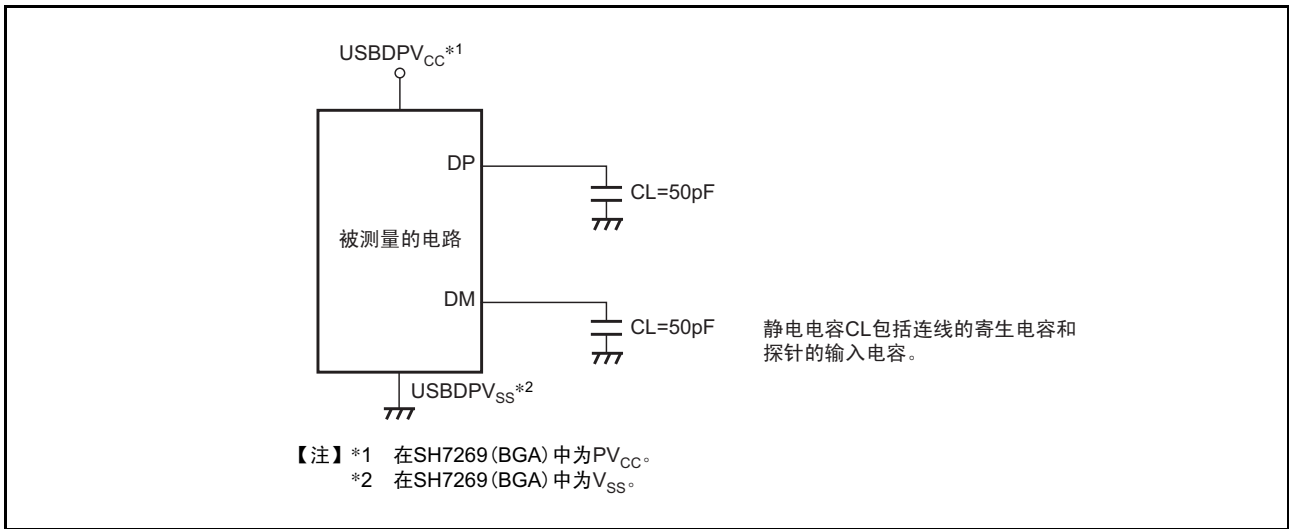 USBDPVCC*1
DP
CL=50pF
被测量的电路
DM
CL=50pF
静电电容CL包括连线的寄生电容和
探针的输入电容。
USBDPVSS*2
【注】*1 在SH7269(BGA)中为PVCC。
*2 在SH7269(BGA)中为VSS。